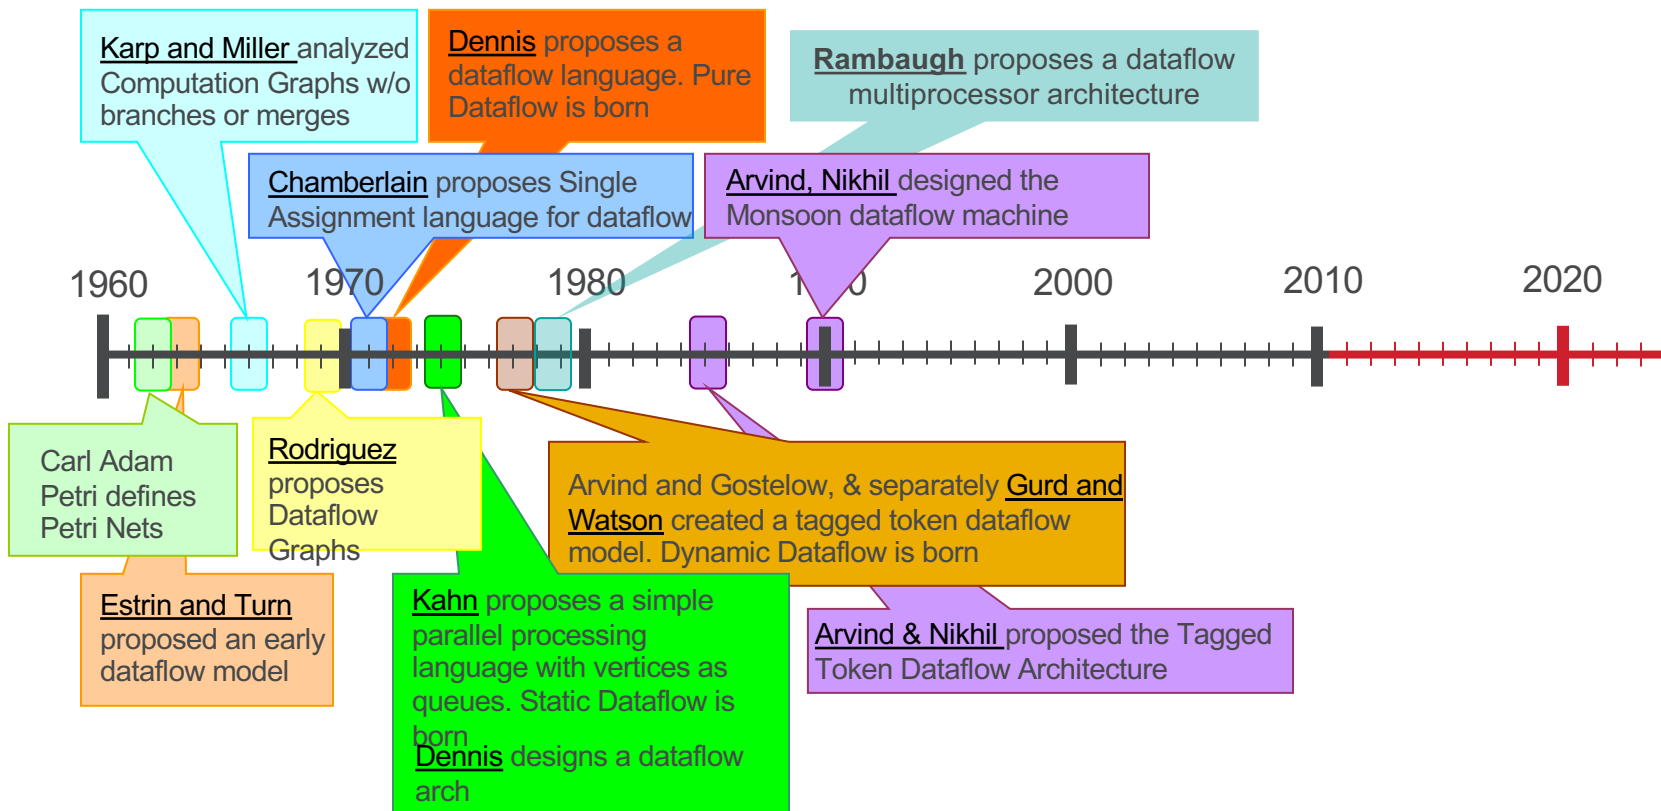 Karp and Miller analyzed
Computation Graphs w/o
branches or merges
Dennis proposes a
dataflow language. Pure
Dataflow is born
Rambaugh proposes a dataflow
multiprocessor architecture
Chamberlain proposes Single
Assignment language for dataflow
Arvind, Nikhil designed the
Monsoon dataflow machine
1960
1970
1980
2000
2010
2020
Carl Adam
Petri defines
Petri Nets
Rodriguez
proposes
Dataflow
Graphs
Arvind and Gostelow, & separately Gurd and
Watson created a tagged token dataflow
model. Dynamic Dataflow is born
Estrin and Turn
proposed an early
dataflow model
Kahn proposes a simple
parallel processing
language with vertices as
queues. Static Dataflow is
born
Dennis designs a dataflow
arch
Arvind & Nikhil proposed the Tagged
Token Dataflow Architecture